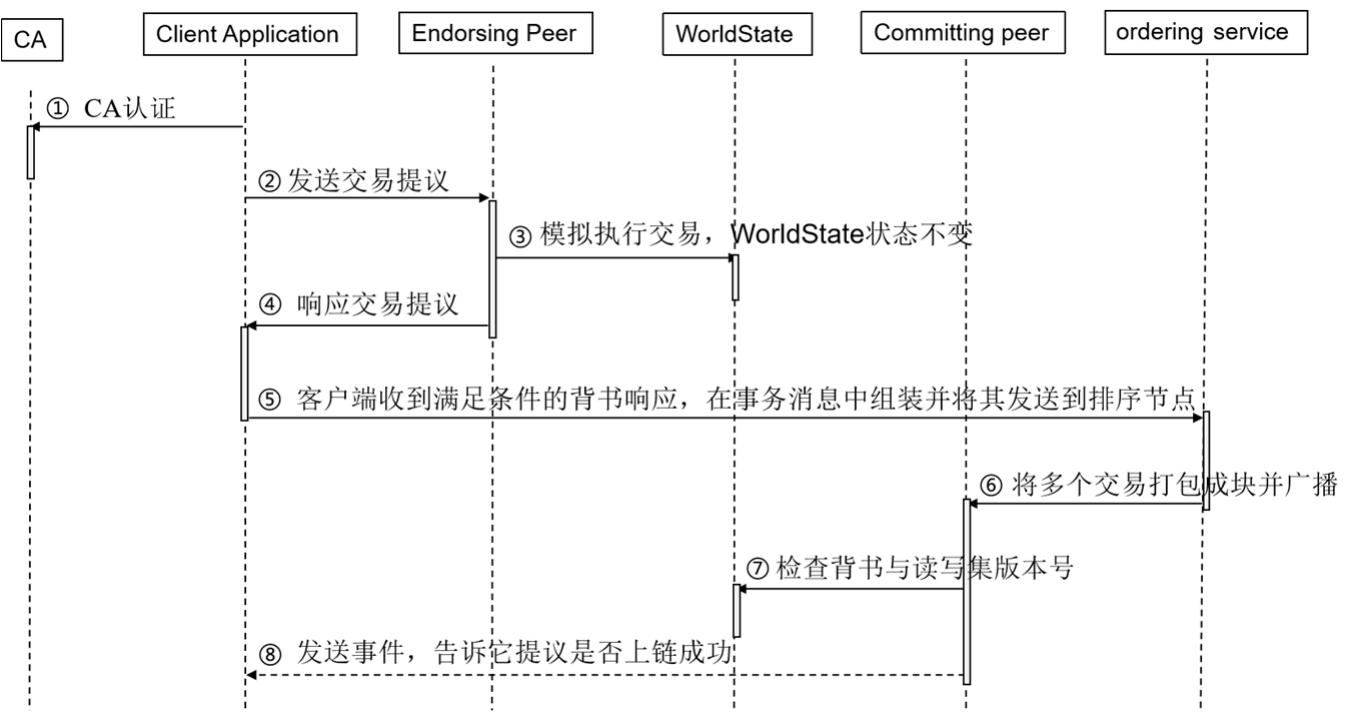 CA
Client Application
Endorsing Peer
WorldState
Committing peer
ordering service
① CA认证
②发送交易提议
③ 模拟执行交易，WorldState状态不变
④ 响应交易提议
⑤ 客户端收到满足条件的背书响应，在事务消息中组装并将其发送到排序节点
⑥ 将多个交易打包成块并广播
⑦ 检查背书与读写集版本号
⑧ 发送事件，告诉它提议是否上链成功